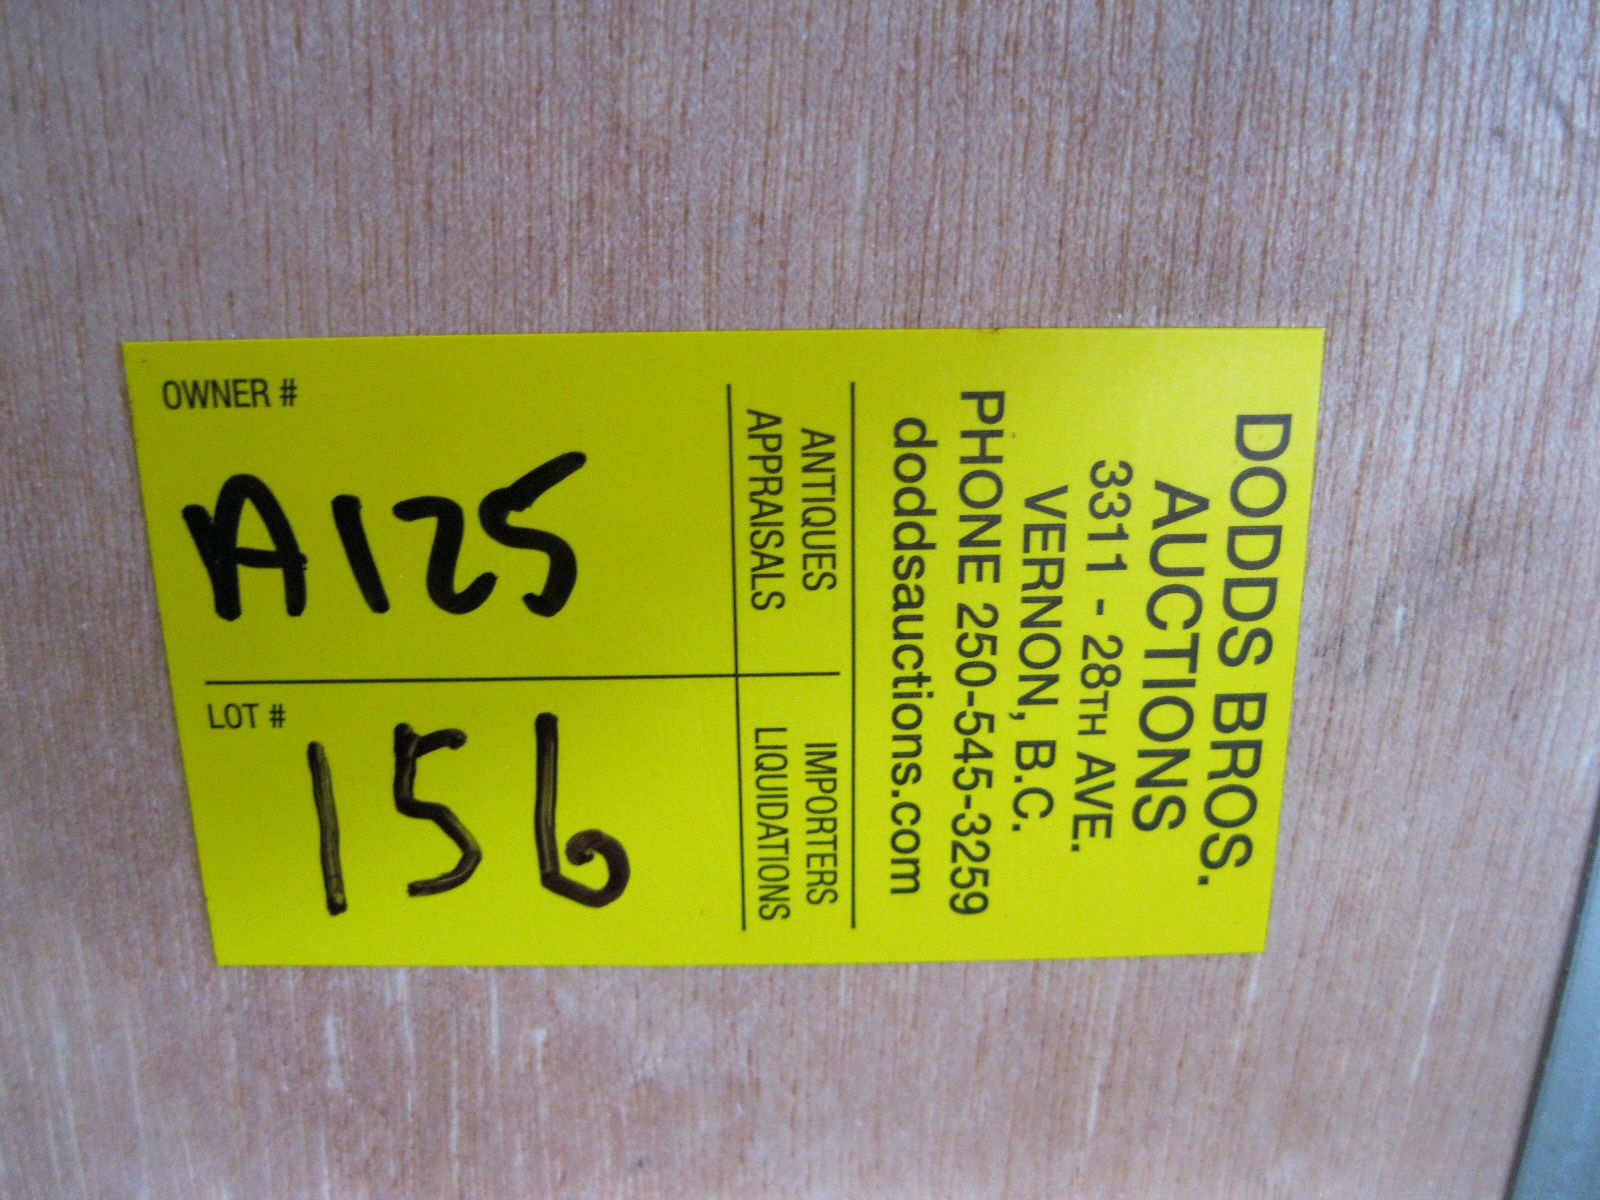 DODDS BROS.
AUCTIONS
3311 - 28TH AVE.
VERNON, B.C.
PHONE 250-545-3259
doddsauctions.com
ANTIQUES
APPRAISALS
IMPORTERS
LIQUIDATIONS
OWNER #
A125
LOT #
156